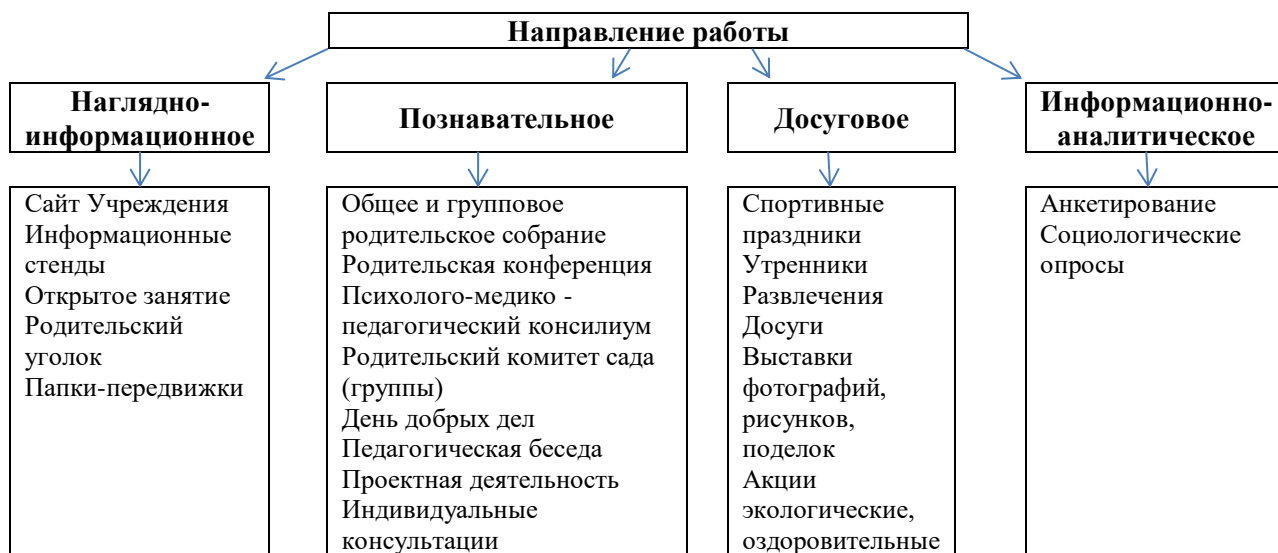 Направление работы
Наглядно-
информационное
Познавательное
Досуговое
Информационно-
аналитическое
Сайт Учреждения
Информационные
стенды
Открытое занятие
Родительский
уголок
Папки-передвижки
Общее и групповое
родительское собрание
Родительская конференция
Психолого-медико -
педагогический консилиум
Родительский комитет сада
(группы)
День добрых дел
Педагогическая беседа
Проектная деятельность
Индивидуальные
консультации
Спортивные
праздники
Утренники
Развлечения
Досуги
Выставки
фотографий,
рисунков,
поделок
Акции
экологические,
оздоровительные
Анкетирование
Социологические
опросы